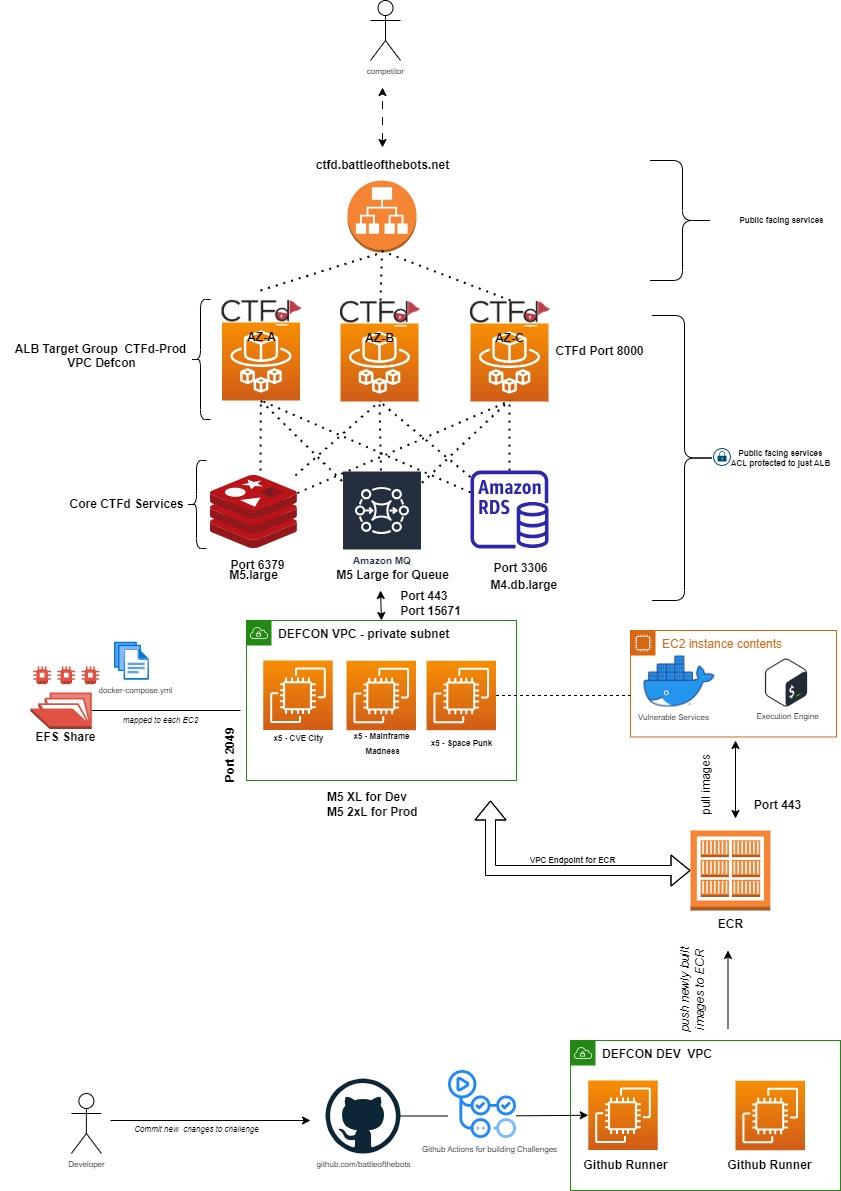 competitor
ctfd.battleofthebots.net
Public facing services
CTFd
CTFd
CTFd
AZ-A
AZ-B
AZ-C
ALB Target Group  CTFd-Prod
VPC Defcon
CTFd Port 8000
Public facing services
ACL protected to just ALB
Core CTFd Services
Amazon
RDS
Port 6379
M5.large
Amazon MQ
M5 Large for Queue
Port 3306
M4.db.large
Port 443
Port 15671
DEFCON VPC - private subnet
EC2 instance contents
docker-compose.yml
EFS Share
mapped to each EC2
Port 2049
x5 - CVE City
x5 - Mainframe
Madness
x5 - Space Punk
Vulnerable Services
$_
Execution Engine
M5 XL for Dev
M5 2xL for Prod
pull images
Port 443
VPC Endpoint for ECR
ECR
push newly built
images to ECR
DEFCON DEV  VPC
Developer
Commit new  changes to challenge
github.com/battleofthebots
Github Actions for building Challenges
Github Runner
Github Runner